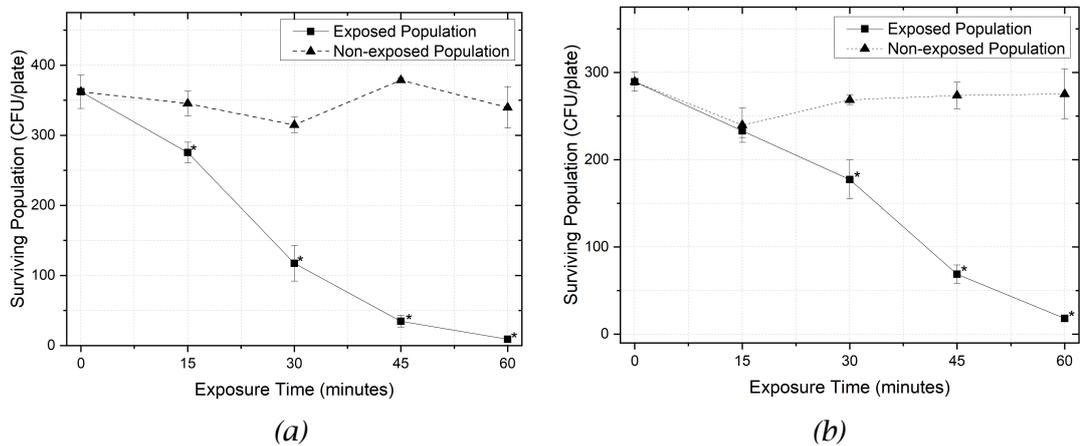 Exposed Population
Non-exposed Population
400
300
200
100
0
Surviving Population (CFU/plate)
0 15 30 45 60
Exposure Time (minutes)
* * * *
(a)
Exposed Population
Non-exposed Population
300
200
100
0
Surviving Population (CFU/plate)
0 15 30 45 60
Exposure Time (minutes)
* * *
(b)